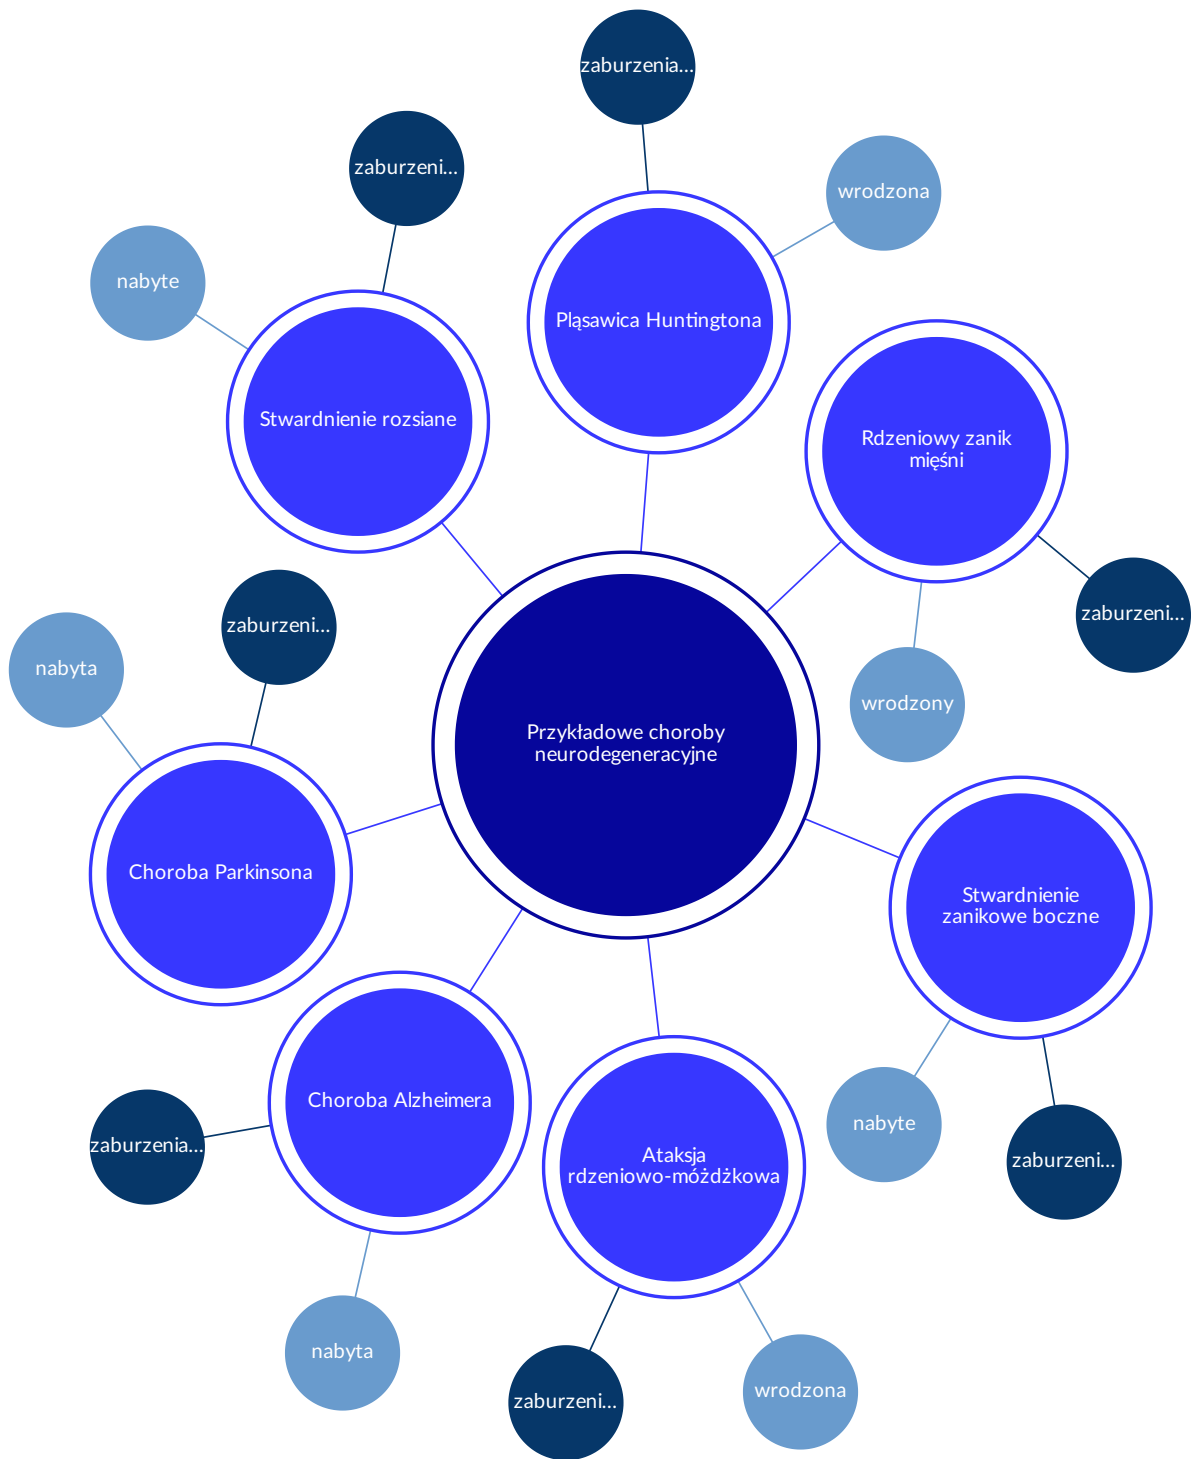 zaburzenia...
zaburzeni...
wrodzona
nabyte
Pląsawica Huntingtona
Stwardnienie rozsiane
Rdzeniowy zanik
mięśni
zaburzeni...
zaburzeni...
nabyta
wrodzony
Przykładowe choroby
neurodegeneracyjne
Choroba Parkinsona
Stwardnienie
zanikowe boczne
Choroba Alzheimera
nabyte
zaburzenia...
Ataksja
rdzeniowo-móżdżkowa
zaburzeni...
nabyta
wrodzona
zaburzeni...